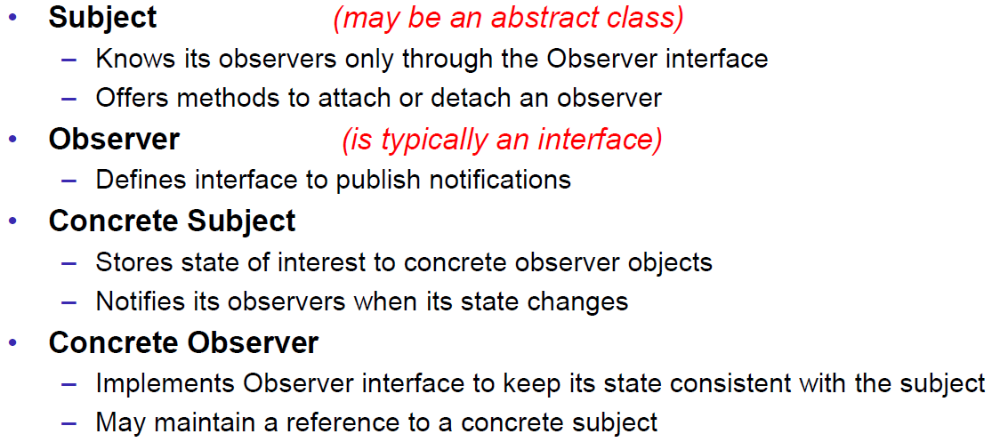 • Subject (may be an abstract class)
– Knows its observers only through the Observer interface
– Offers methods to attach or detach an observer
• Observer (is typically an interface)
– Defines interface to publish notifications
• Concrete Subject
– Stores state of interest to concrete observer objects
– Notifies its observers when its state changes
• Concrete Observer
– Implements Observer interface to keep its state consistent with the subject
– May maintain a reference to a concrete subject